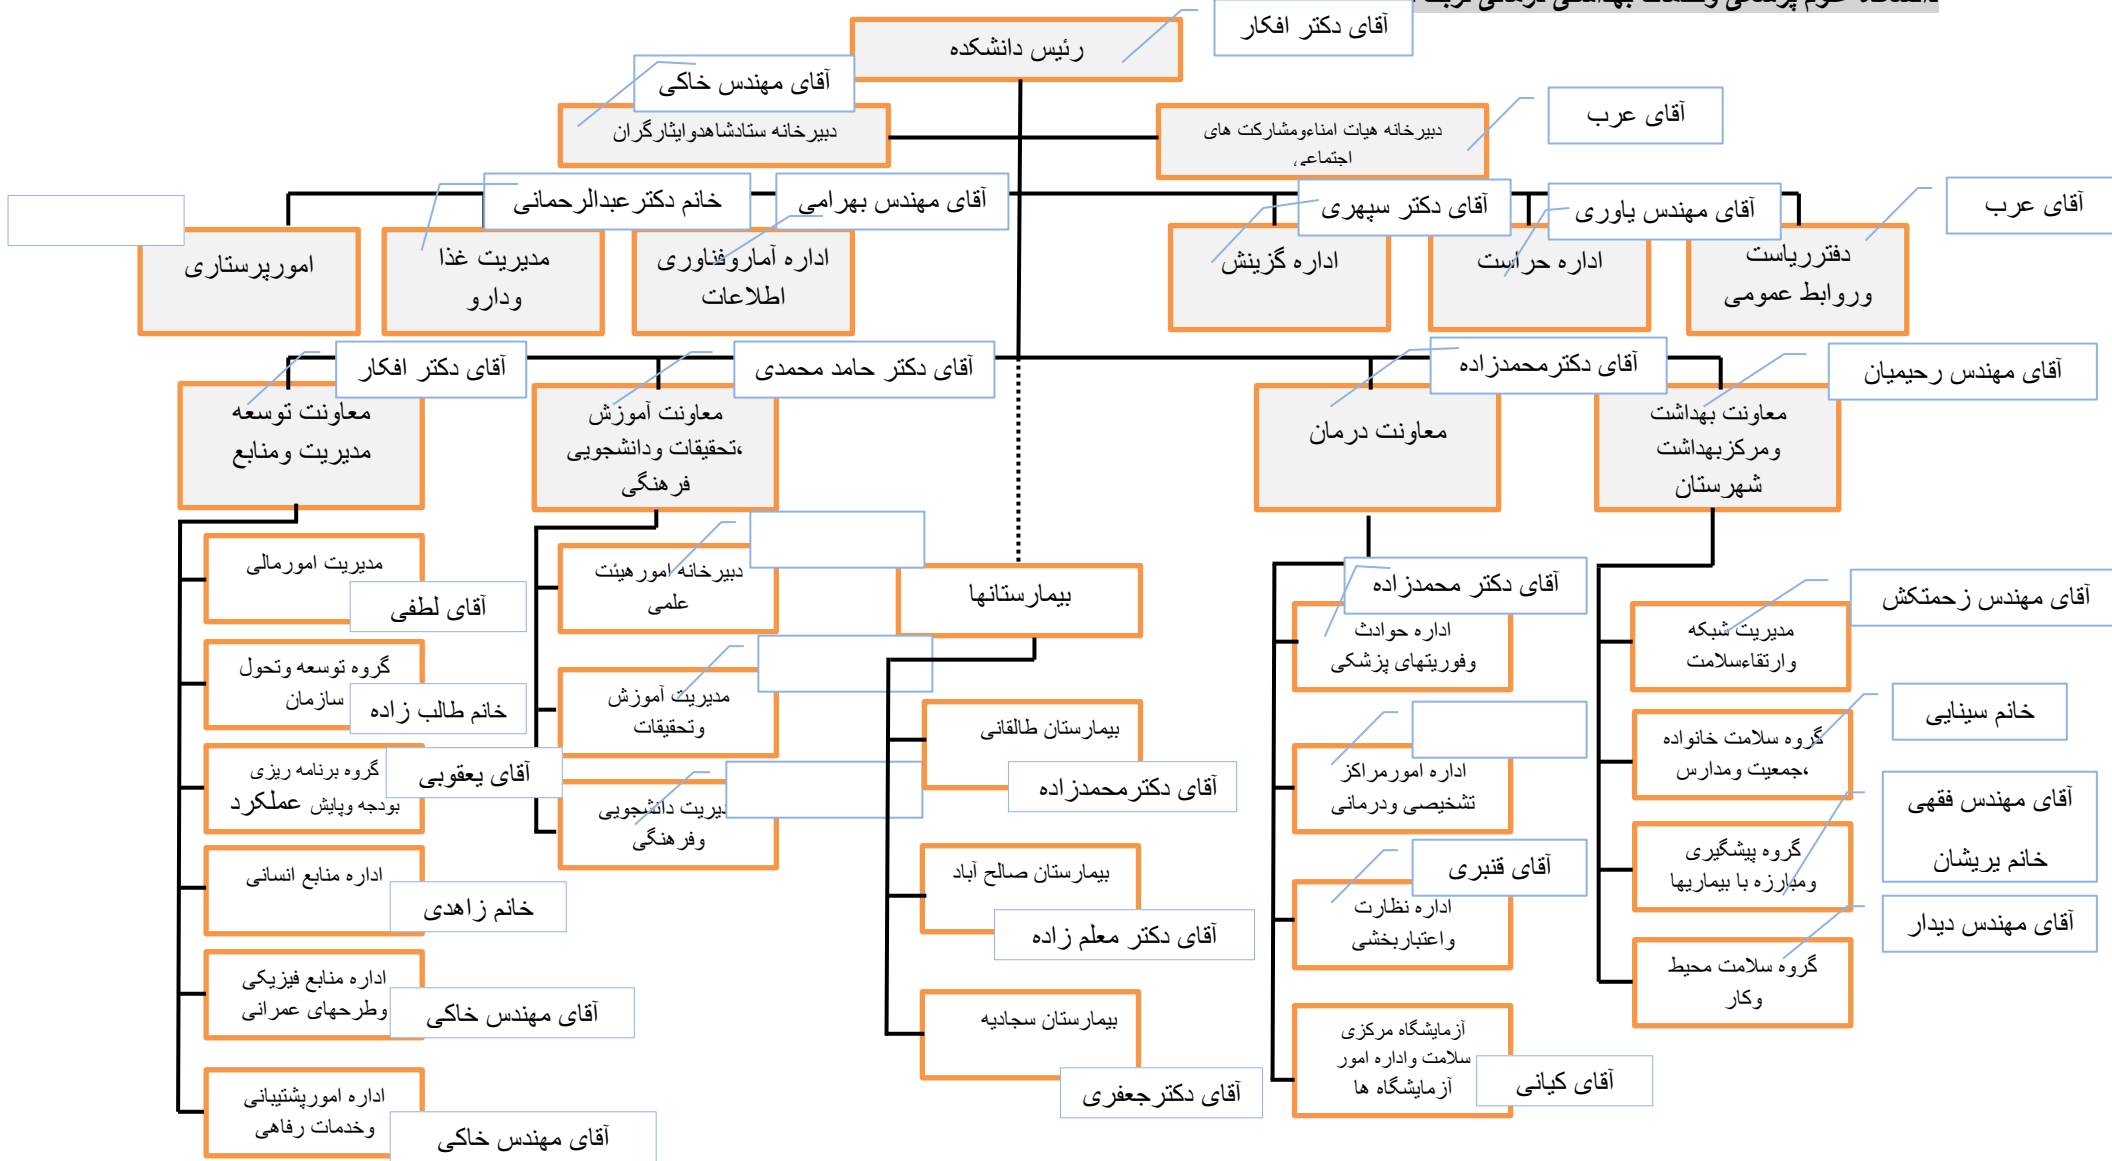 آقای دکتر افکار
رئیس دانشکده
آقای مهندس خاکی
دبیرخانه ستادشاهدوایثارگران
آقای عرب
دبیرخانه هیات امناءومشارکت های
اجتماعی
آقای عرب
دفترریاست
وروابط عمومی
آقای مهندس یاوری
اداره حراست
آقای دکتر سپهری
اداره گزینش
آقای مهندس بهرامی
اداره آماروفناوری
اطلاعات
خانم دکترعبدالرحمانی
مدیریت غذا
ودارو
امورپرستاری
آقای مهندس رحیمیان
معاونت بهداشت
ومرکزبهداشت
شهرستان
آقای دکترمحمدزاده
معاونت درمان
آقای دکتر حامد محمدی
معاونت آموزش
،تحقیقات ودانشجویی
فرهنگی
آقای دکتر افکار
معاونت توسعه
مدیریت ومنابع
آقای مهندس زحمتکش
مدیریت شبکه
وارتقاءسلامت
خانم سینایی
گروه سلامت خانواده
،جمعیت ومدارس
آقای مهندس فقهی
خانم پریشان
گروه پیشگیری
ومبارزه با بیماریها
آقای مهندس دیدار
گروه سلامت محیط
وکار
آقای دکتر محمدزاده
اداره حوادث
وفوریتهای پزشکی
اداره امورمراکز
تشخیصی ودرمانی
آقای قنبری
اداره نظارت
واعتباربخشی
آزمایشگاه مرکزی
سلامت واداره امور
آزمایشگاه ها
آقای کیانی
بیمارستانها
بیمارستان طالقانی
آقای دکترمحمدزاده
بیمارستان صالح آباد
آقای دکتر معلم زاده
بیمارستان سجادیه
آقای دکترجعفری
دبیرخانه امورهیئت
علمی
مدیریت آموزش
وتحقیقات
دیریت دانشجویی
وفرهنگی
مدیریت امورمالی
آقای لطفی
گروه توسعه وتحول
سازمان
خانم طالب زاده
گروه برنامه ریزی
بودجه وپایش عملکرد
آقای یعقوبی
اداره منابع انسانی
خانم زاهدی
اداره منابع فیزیکی
وطرحهای عمرانی
آقای مهندس خاکی
اداره امورپشتیبانی
وخدمات رفاهی
آقای مهندس خاکی